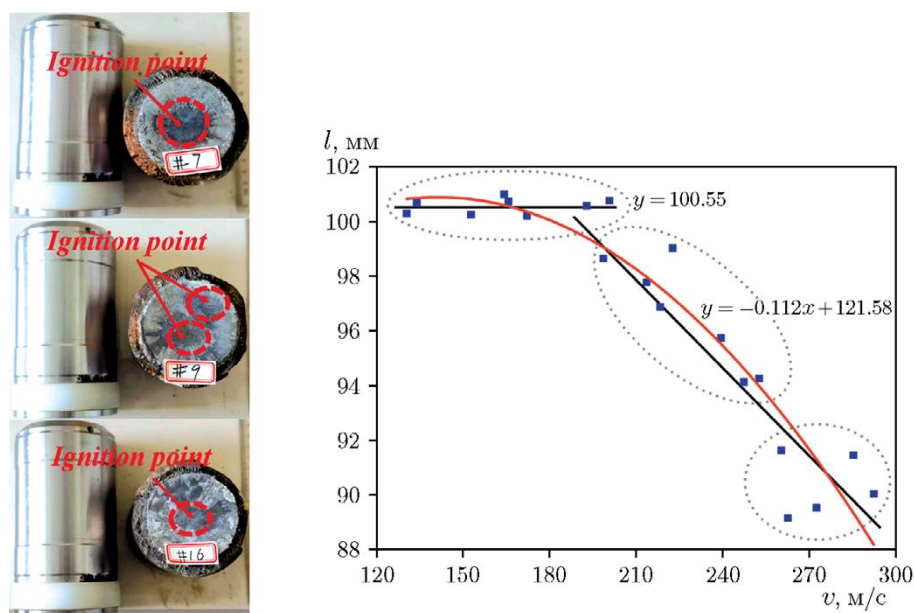 Ignition point
#-7
Ignition point
#9
Ignition point
#16
l, мм
102
100
98
96
94
92
90
88
y = 100.55
y = −0.112x + 121.58
120
150
180
210
240
270
300
v, м/с